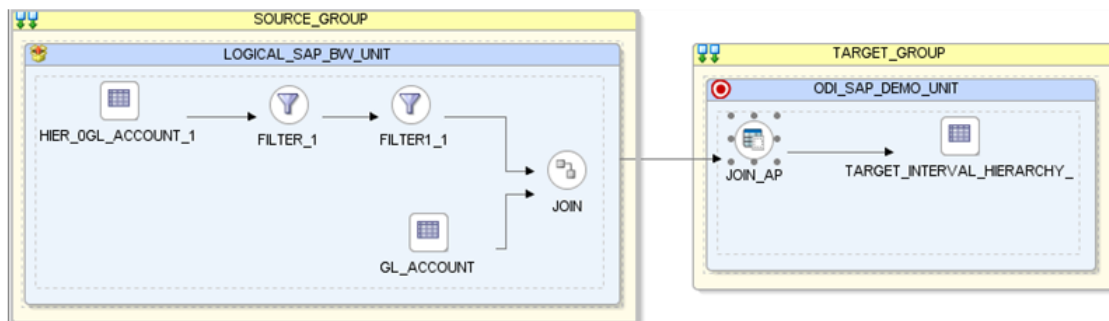 SOURCE_GROUP
LOGICAL_SAP_BW_UNIT
HIER_0GL_ACCOUNT_1
FILTER_1
FILTER1_1
JOIN
GL_ACCOUNT
TARGET_GROUP
ODI_SAP_DEMO_UNIT
JOIN_AP
TARGET_INTERVAL_HIERARCHY_